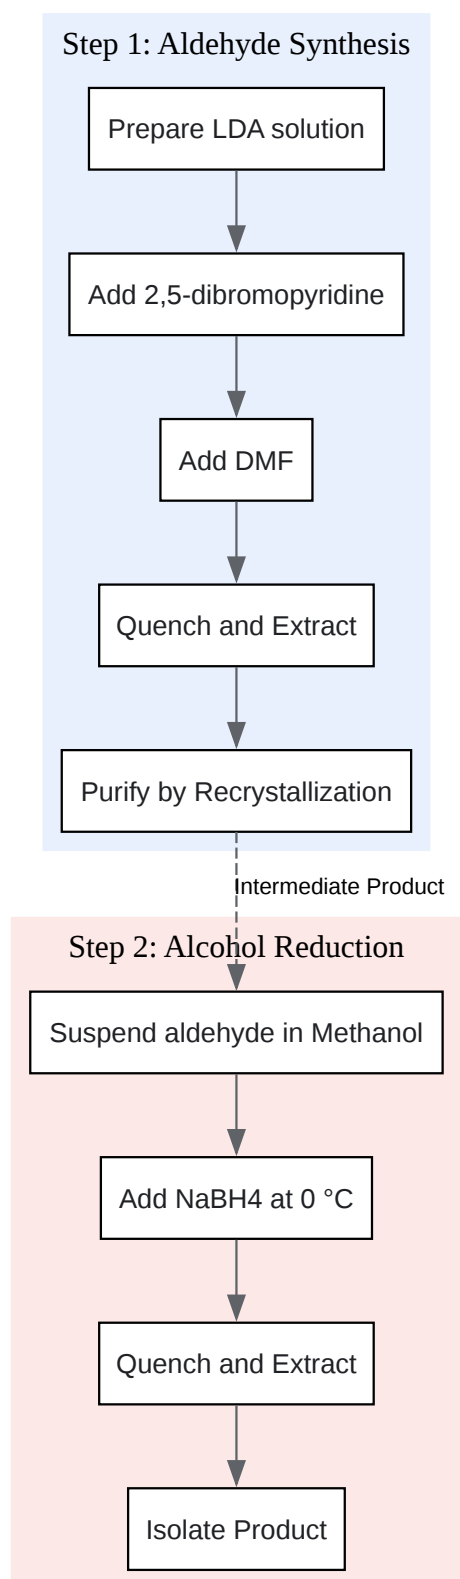 Step 1: Aldehyde Synthesis
Prepare LDA solution
Add 2,5-dibromopyridine
Add DMF
Quench and Extract
Purify by Recrystallization
Intermediate Product
Step 2: Alcohol Reduction
Suspend aldehyde in Methanol
Add NaBH4 at 0 °C
Quench and Extract
Isolate Product